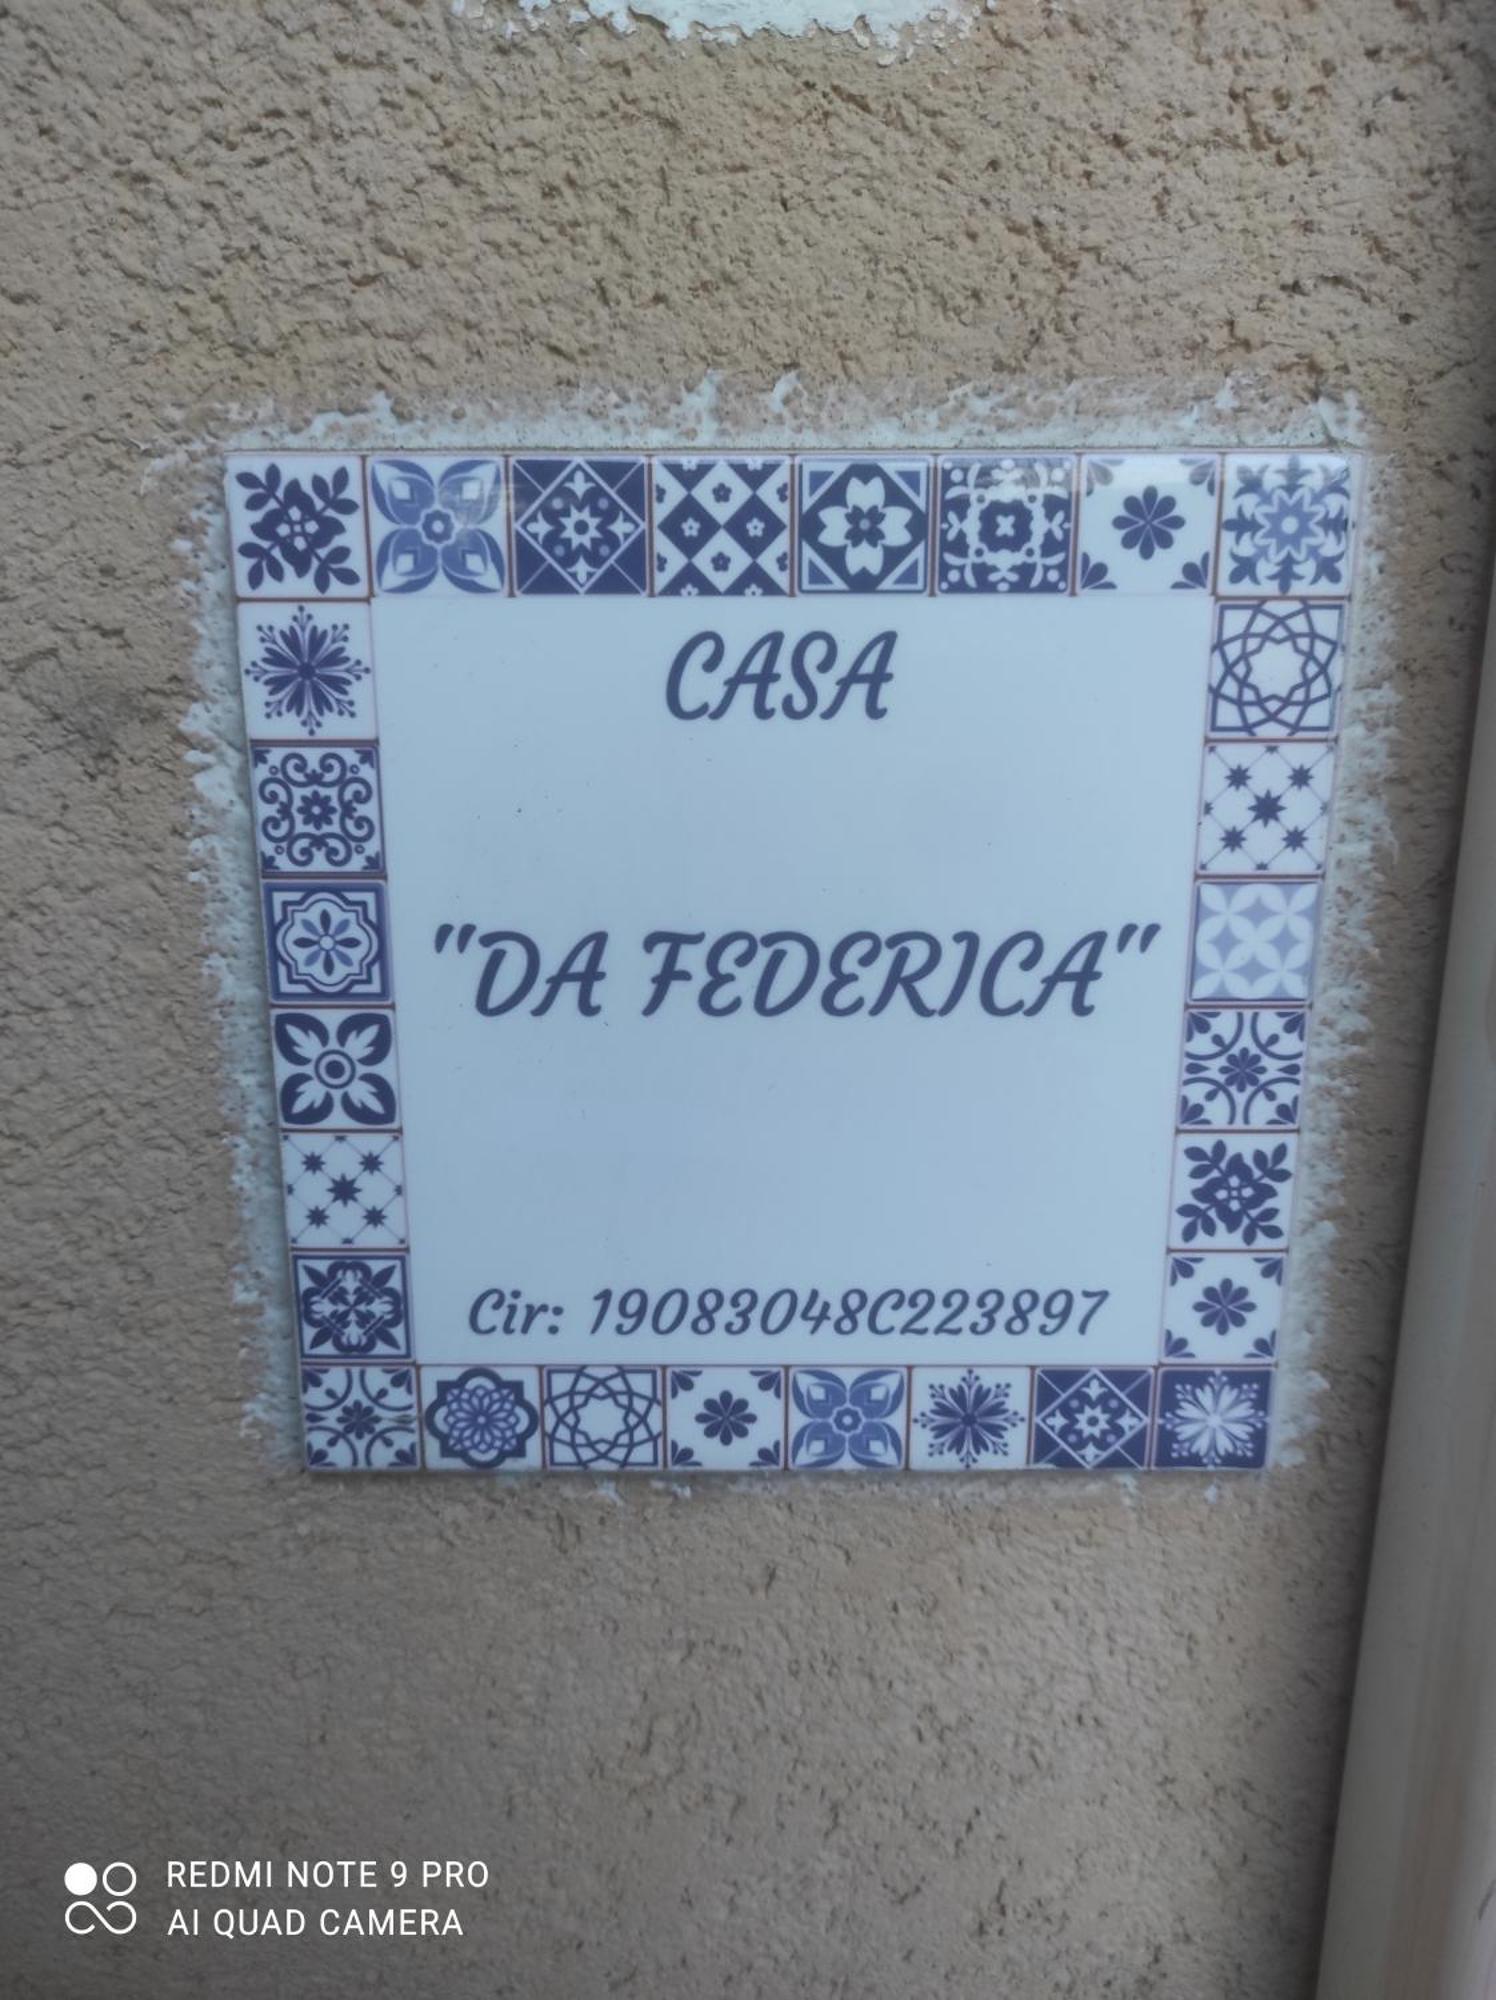 CASA
"DA FEDERICA"
Cir: 19083048C223897
REDMI NOTE 9 PRO
AI QUAD CAMERA